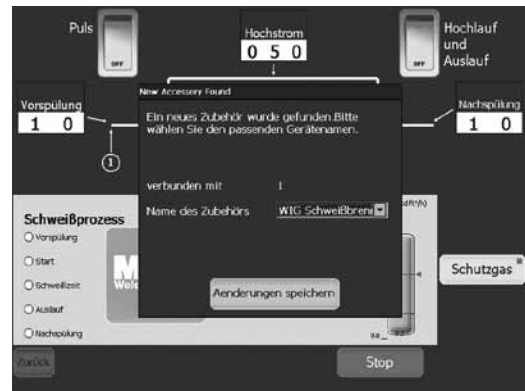 Puls
OFF
Hochstrom
0 5 0
OFF
Hochlauf
und
Auslauf
Vorspülung
1 0
Nachspülung
1 0
1
New Accessory Found
Ein neues Zubehör wurde gefunden.Bitte
wählen Sie den passenden Gerätenamen.
verbunden mit 1
Name des Zubehörs WIG Schweißbrenr
Aenderungen speichern
Schweißprozess
Vorspülung
Start
Schweißzeit
Auslauf
Nachspülung
M
Weld
Schutzgas
Zurück
Stop